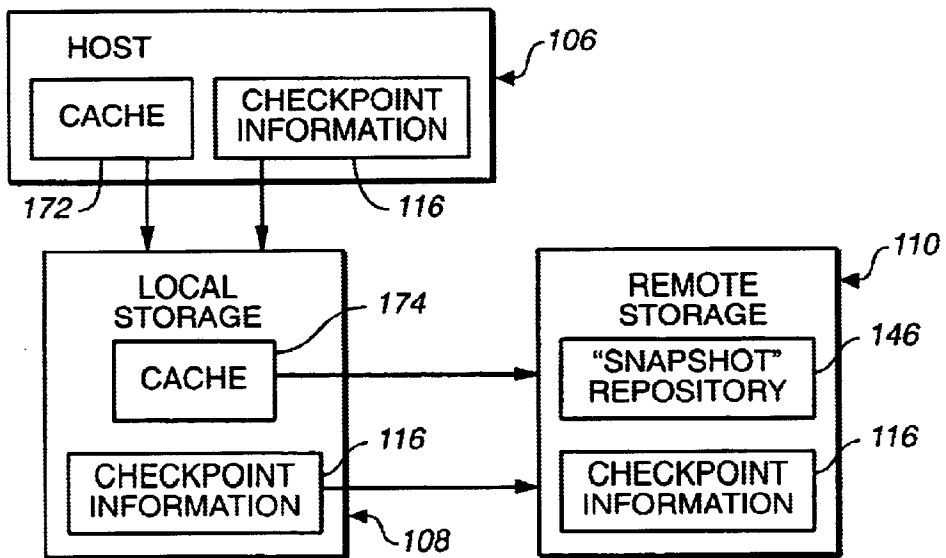 HOST
106
CACHE
CHECKPOINT
INFORMATION
172
116
LOCAL
STORAGE
174
CACHE
116
CHECKPOINT
INFORMATION
108
110
REMOTE
STORAGE
146
“SNAPSHOT”
REPOSITORY
116
CHECKPOINT
INFORMATION